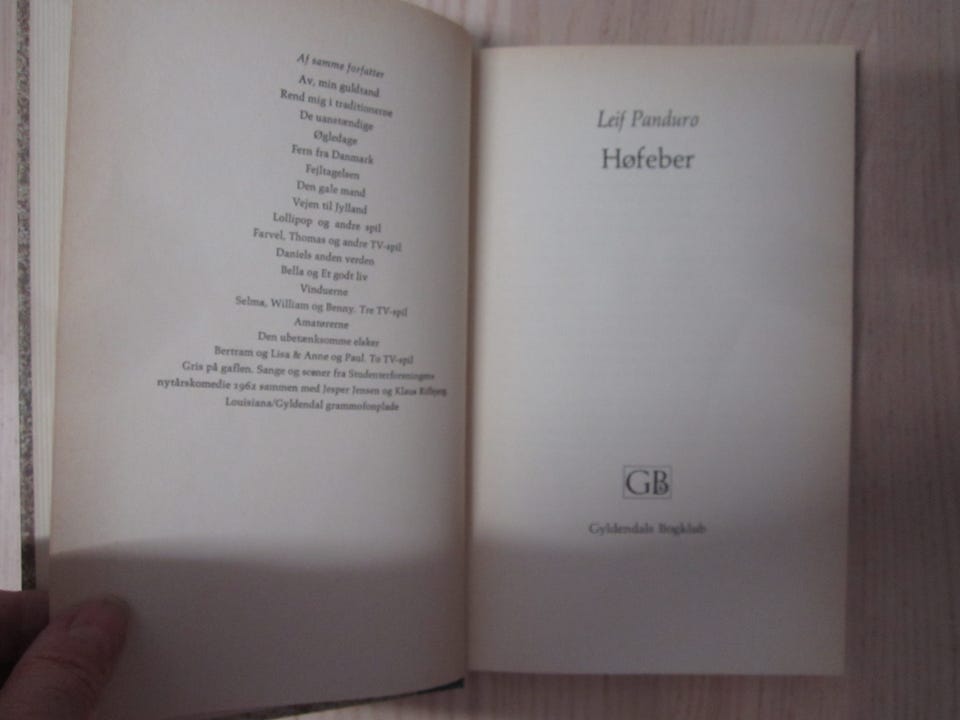 Af samme forfatter
Av, min guldtand
Rend mig i traditionerne
De uanstændige
Øgledage
Fern fra Danmark
Fejltagelsen
Den gale mand
Vejen til Jylland
Lollipop og andre spil
Farvel, Thomas og andre TV-spil
Daniels anden verden
Bella og Et godt liv
Vinduerne
Selma, William og Benny. Tre TV-spil
Amatørerne
Den ubetænksomme elsker
Bertram og Lisa & Anne og Paul. To TV-spil
Gris på gaflen. Sange og scener fra Studenterforeningens
nytårskomedie 1962 sammen med Jesper Jensen og Klaus Rifbjerg.
Louisiana/Gyldendal grammofonplade
Leif Panduro
Høfeber
GB
Gyldendals Bogklub